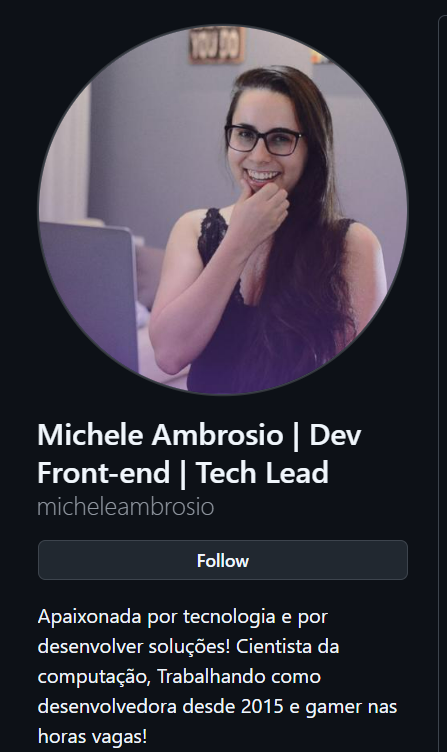 YOU DO
Michele Ambrosio | Dev
Front-end | Tech Lead
micheleambrosio
Follow
Apaixonada por tecnologia e por
desenvolver soluções! Cientista da
computação, Trabalhando como
desenvolvedora desde 2015 e gamer nas
horas vagas!